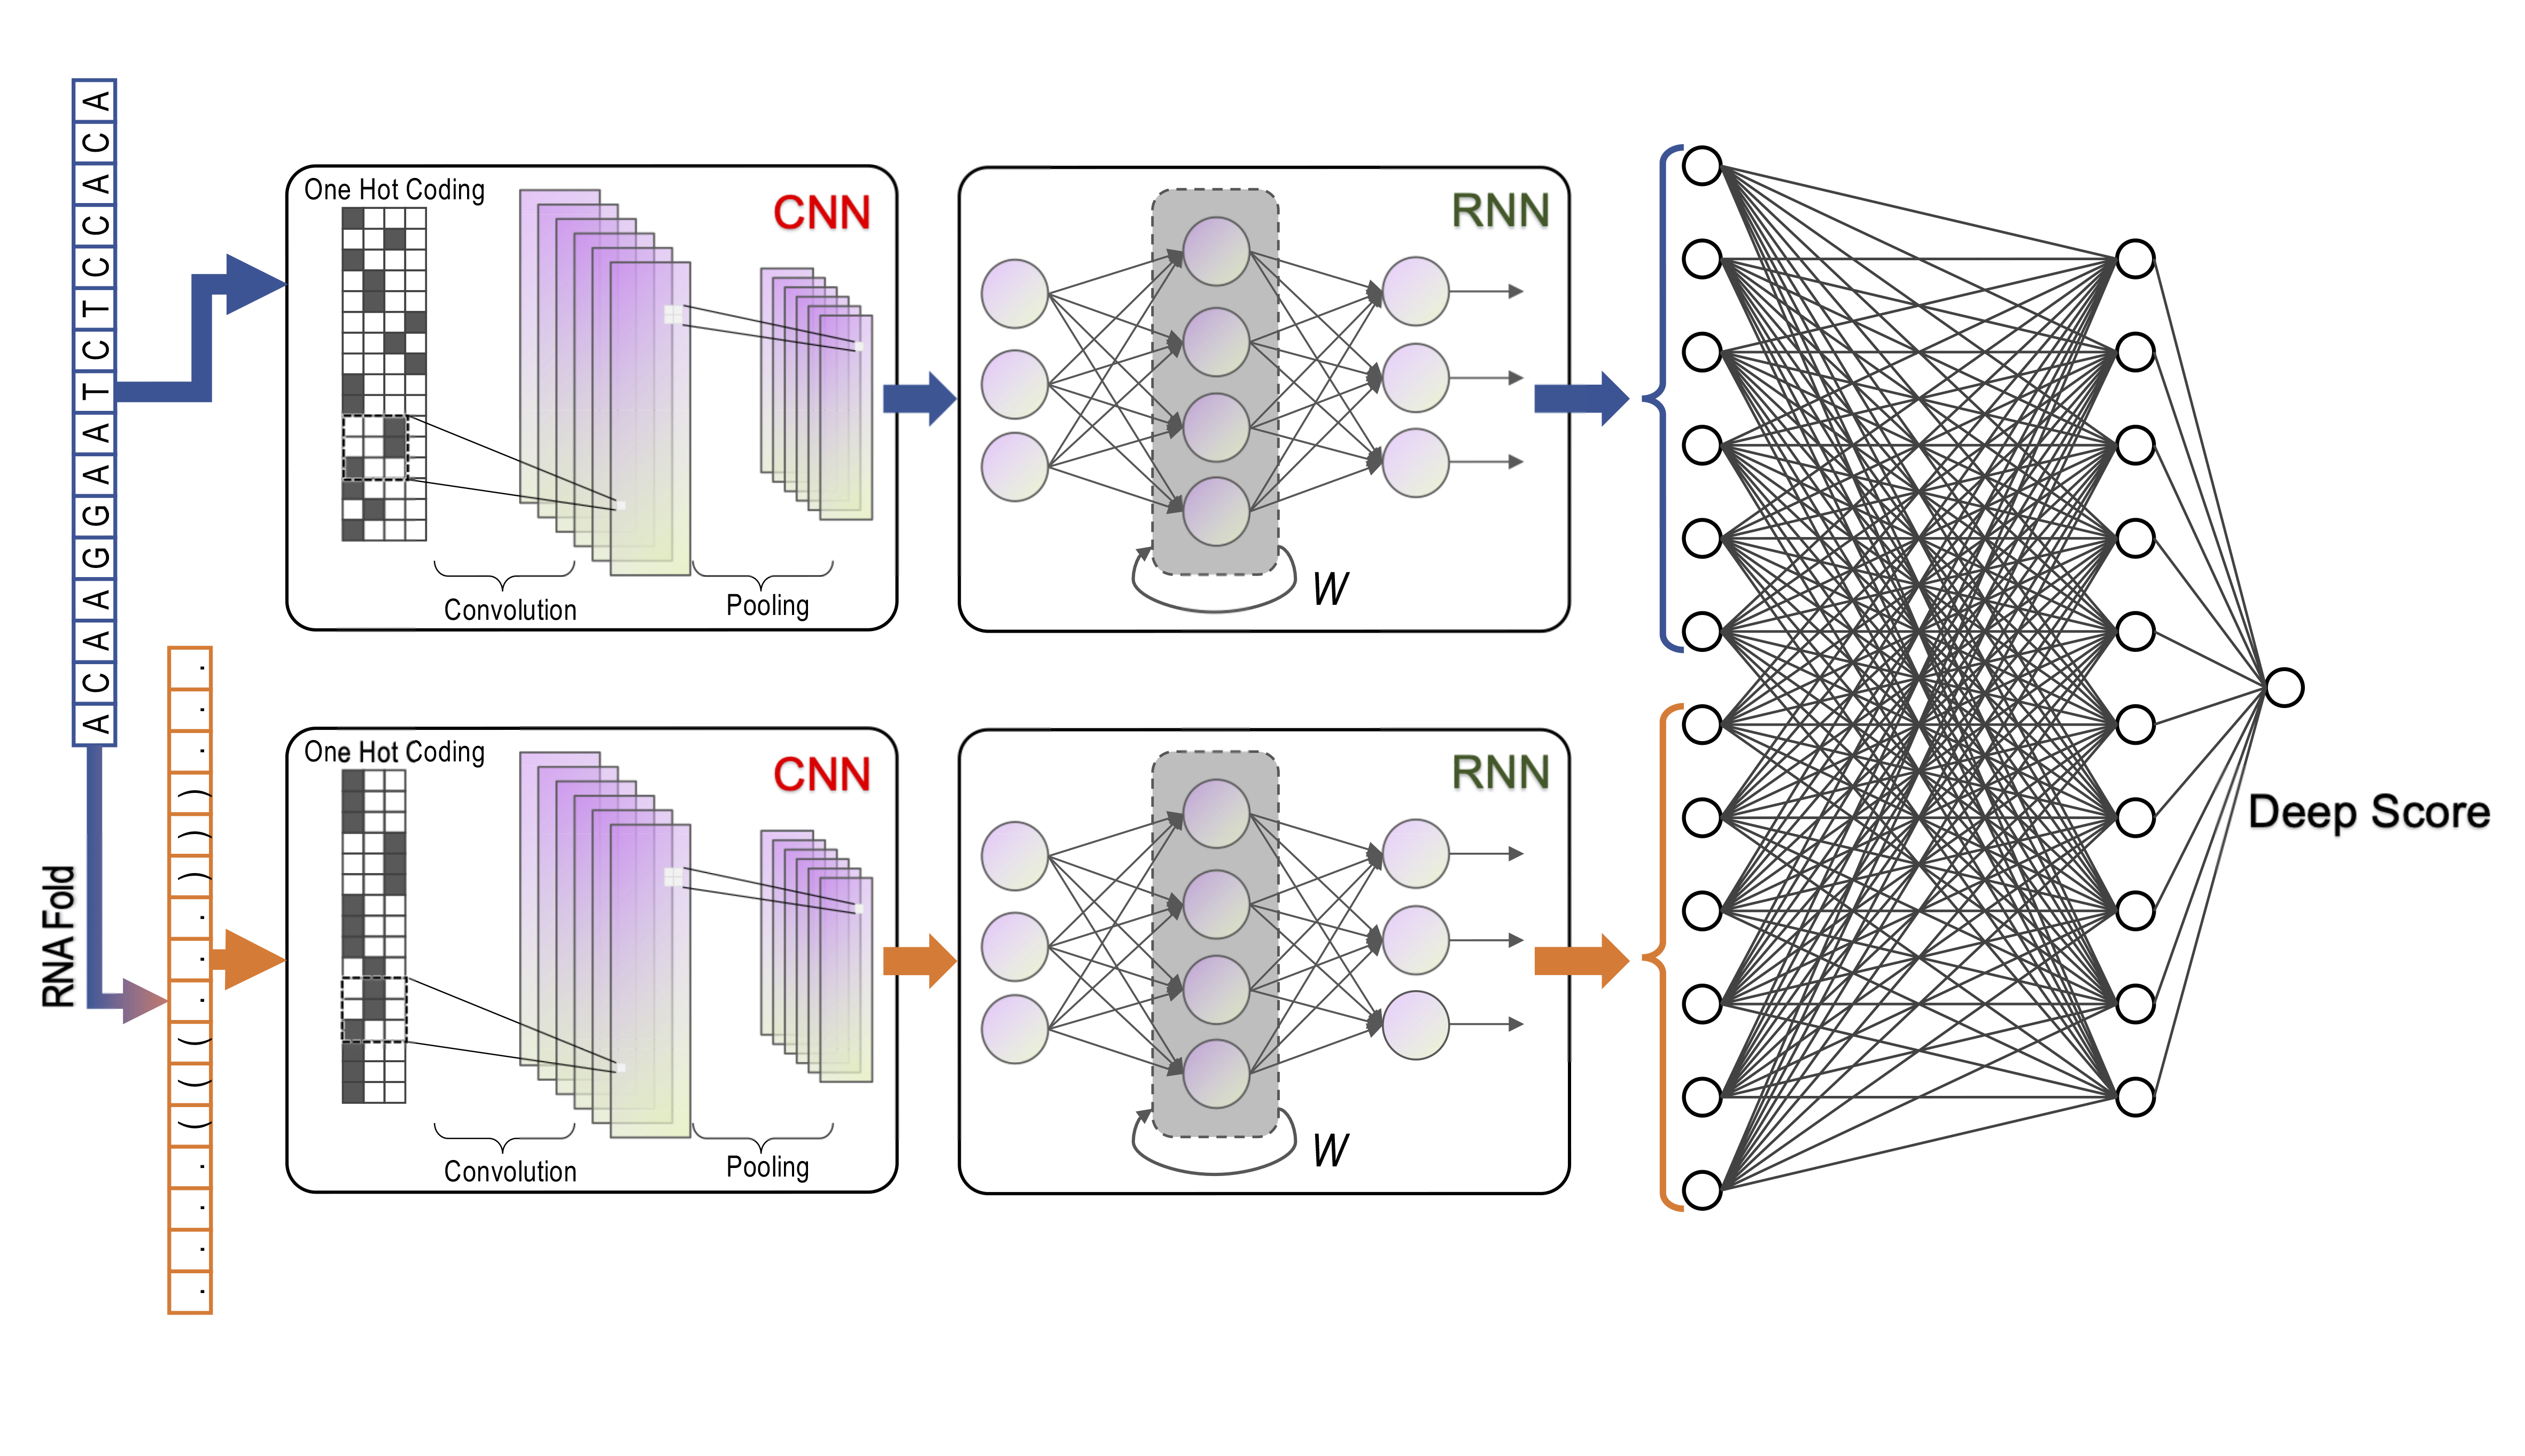 A C A A G G A A T C T C C A C A
. . . . ( ( ( . . . ) ) ) . . .
RNA Fold
One Hot Coding
CNN
Convolution
Pooling
RNN
W
One Hot Coding
CNN
Convolution
Pooling
RNN
W
Deep Score